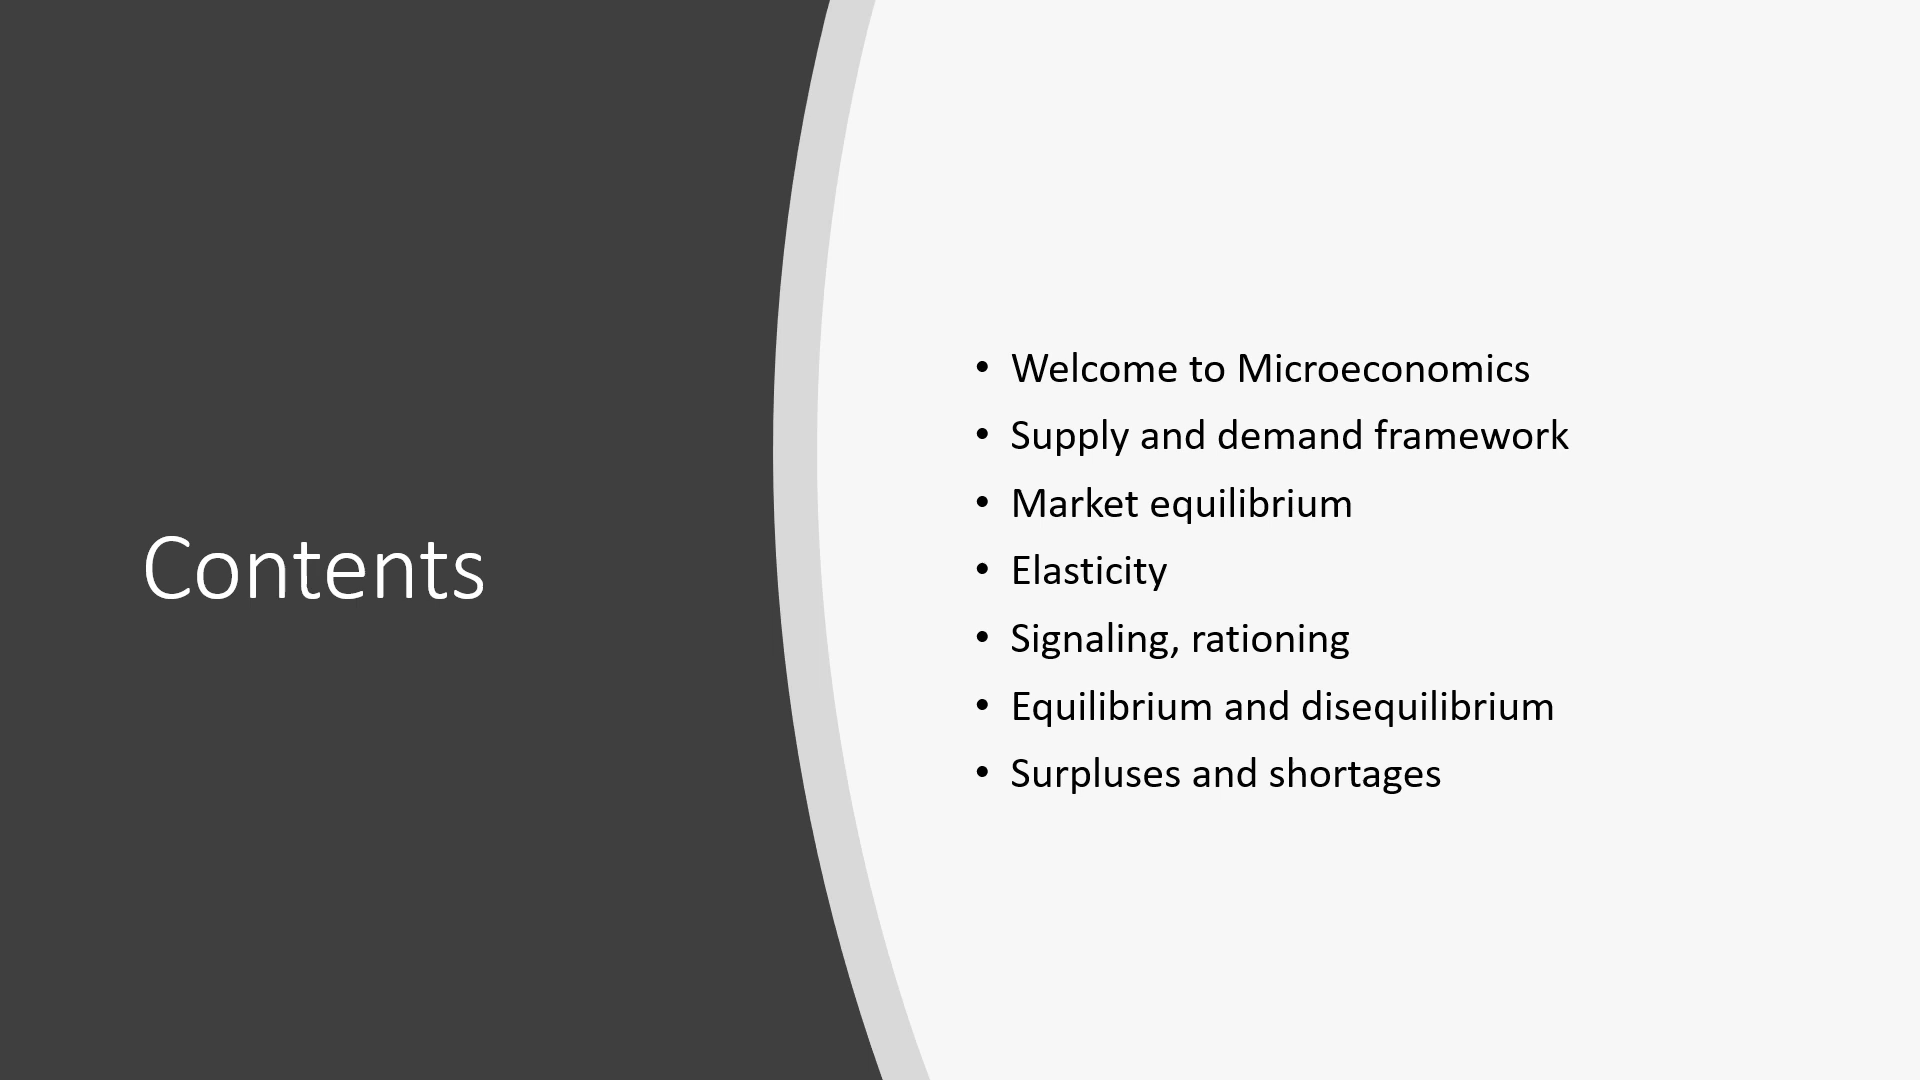 Contents
• Welcome to Microeconomics
• Supply and demand framework
• Market equilibrium
• Elasticity
• Signaling, rationing
• Equilibrium and disequilibrium
• Surpluses and shortages